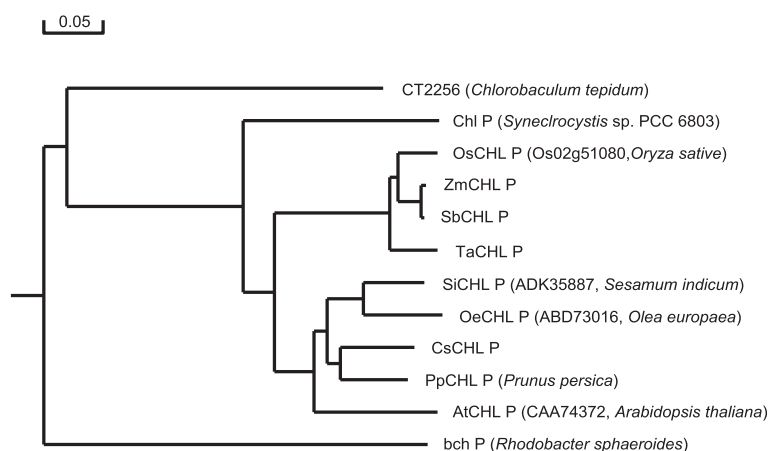 0.05
CT2256 (Chlorobaculum tepidum)
Chl P (Syneclrocystis sp. PCC 6803)
OsCHL P (Os02g51080,Oryza sative)
ZmCHL P
SbCHL P
TaCHL P
SiCHL P (ADK35887, Sesamum indicum)
OeCHL P (ABD73016, Olea europaea)
CsCHL P
PpCHL P (Prunus persica)
AtCHL P (CAA74372, Arabidopsis thaliana)
bch P (Rhodobacter sphaeroides)